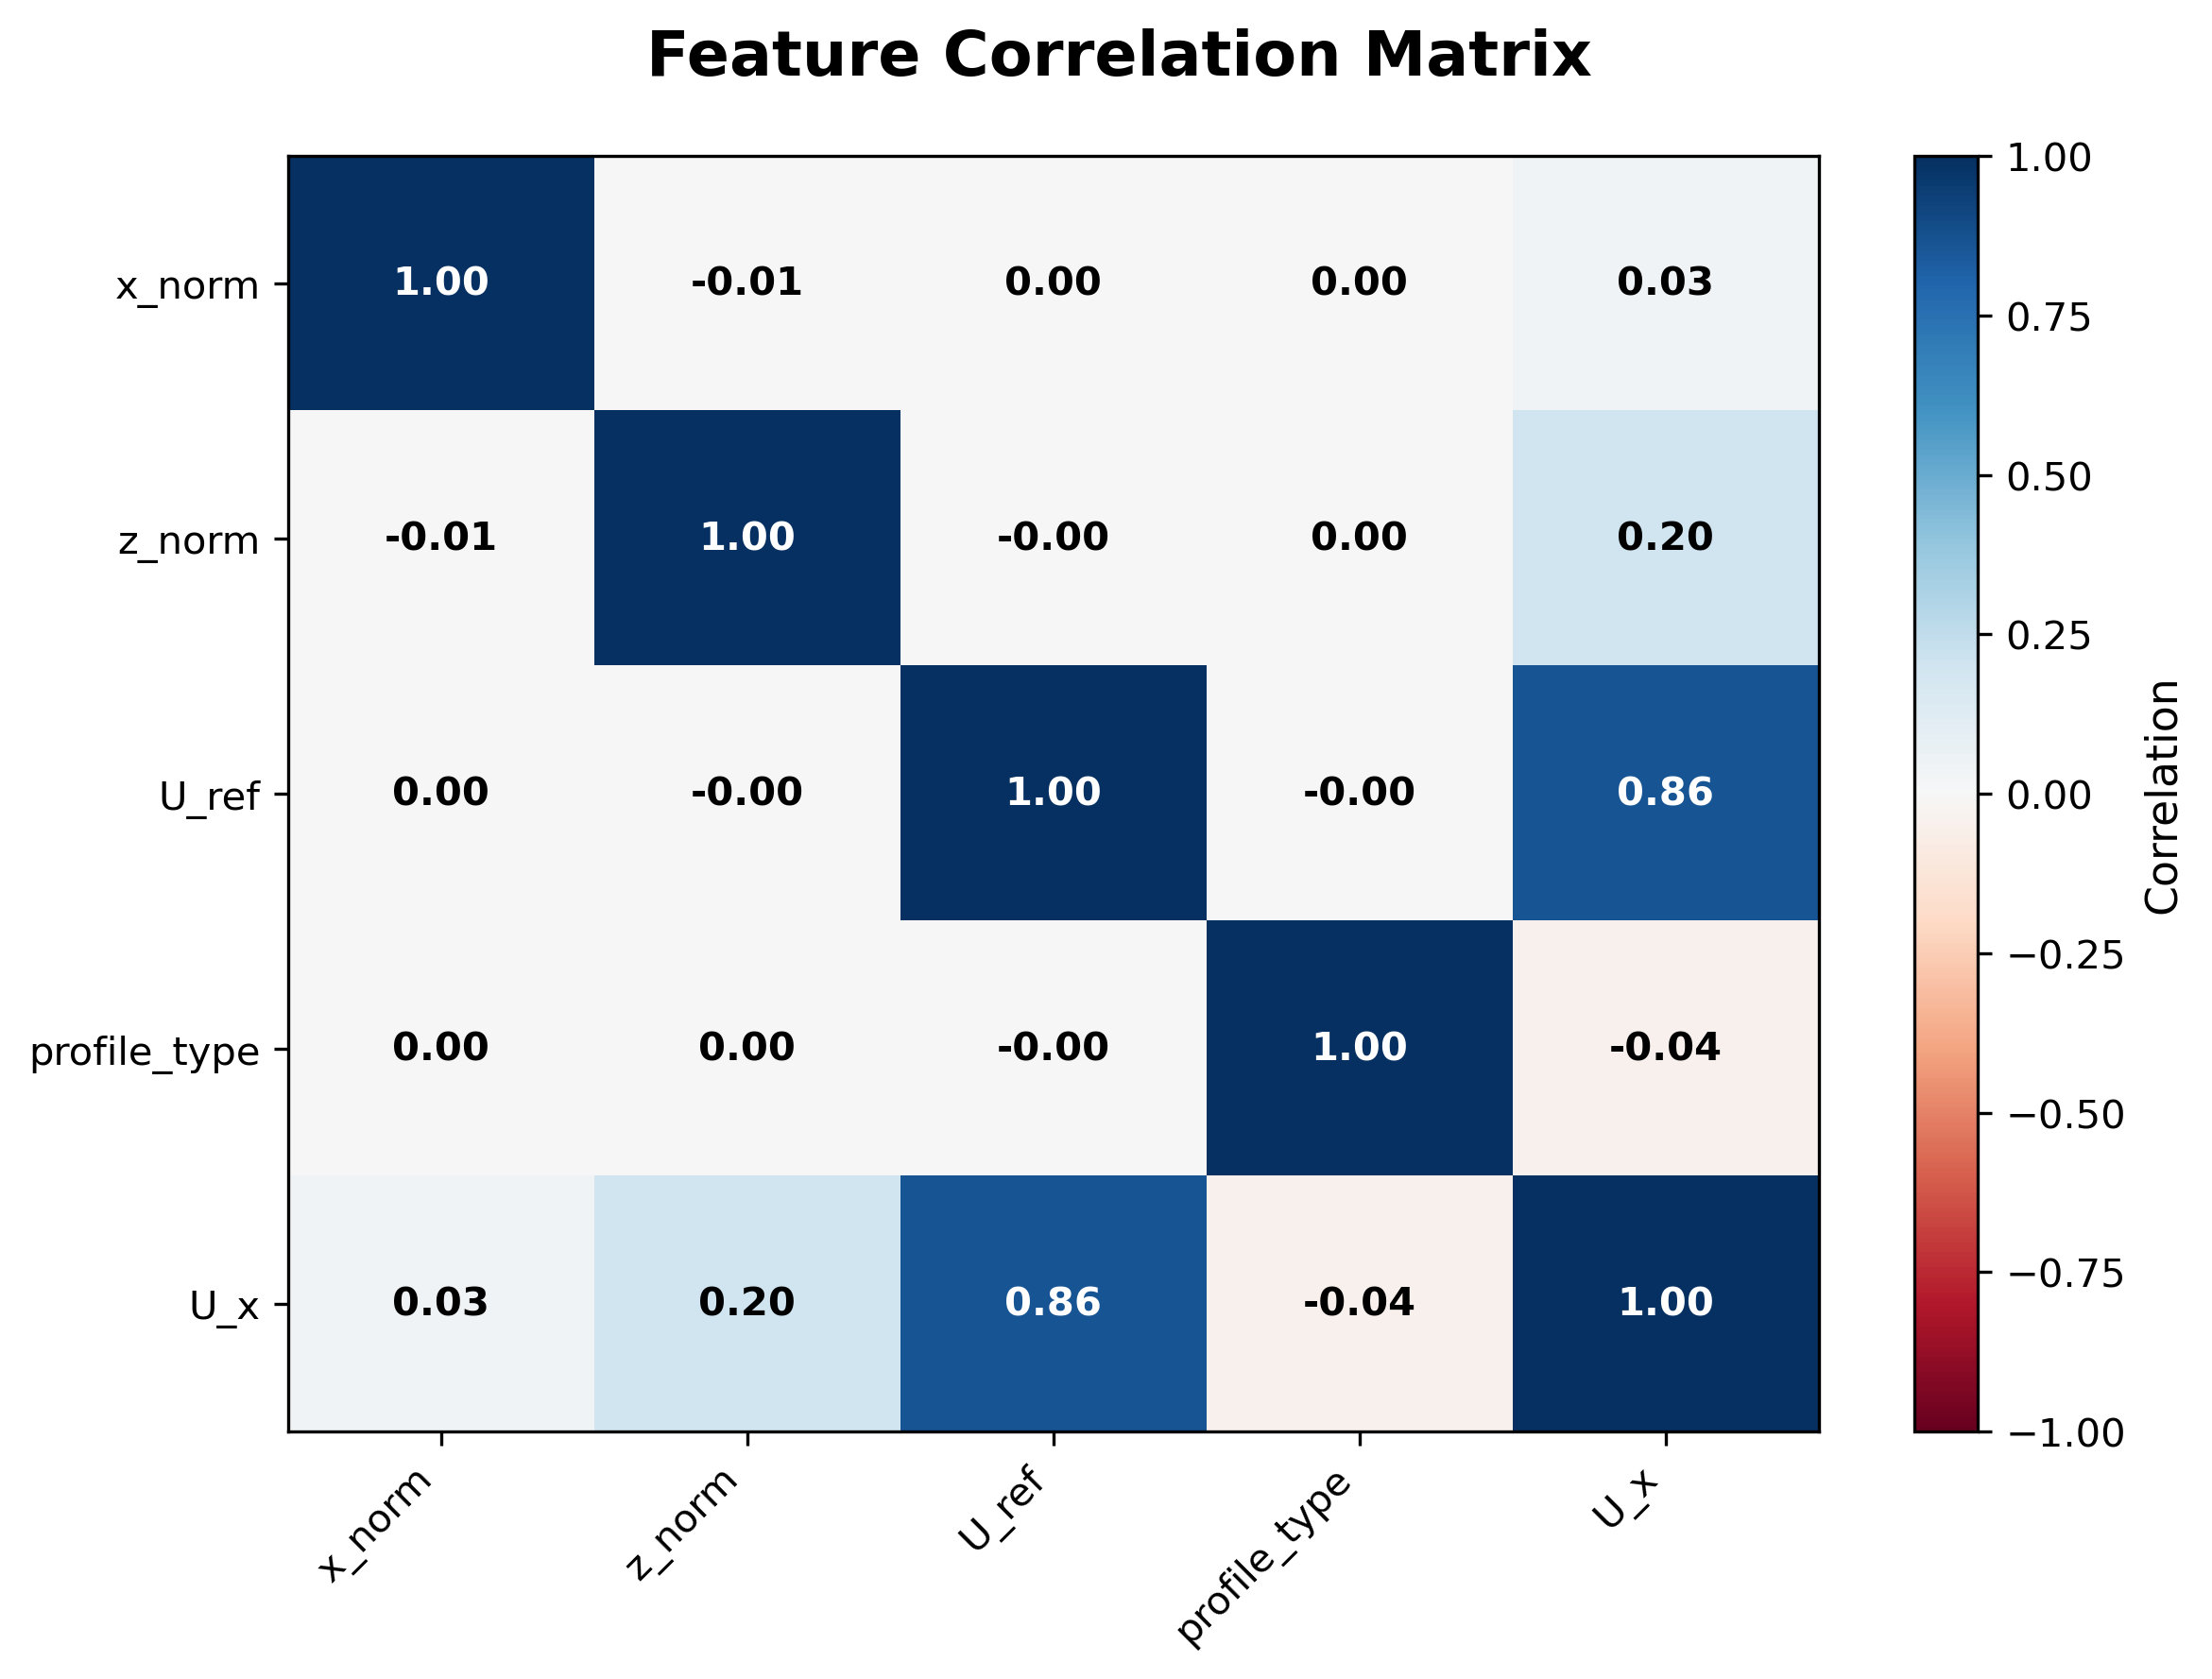 Feature Correlation Matrix
x_norm 1.00 -0.01 0.00 0.00 0.03
z_norm -0.01 1.00 -0.00 0.00 0.20
U_ref 0.00 -0.00 1.00 -0.00 0.86
profile_type 0.00 0.00 -0.00 1.00 -0.04
U_x 0.03 0.20 0.86 -0.04 1.00
x_norm z_norm U_ref profile_type U_x
1.00
0.75
0.50
0.25
0.00
−0.25
−0.50
−0.75
−1.00
Correlation